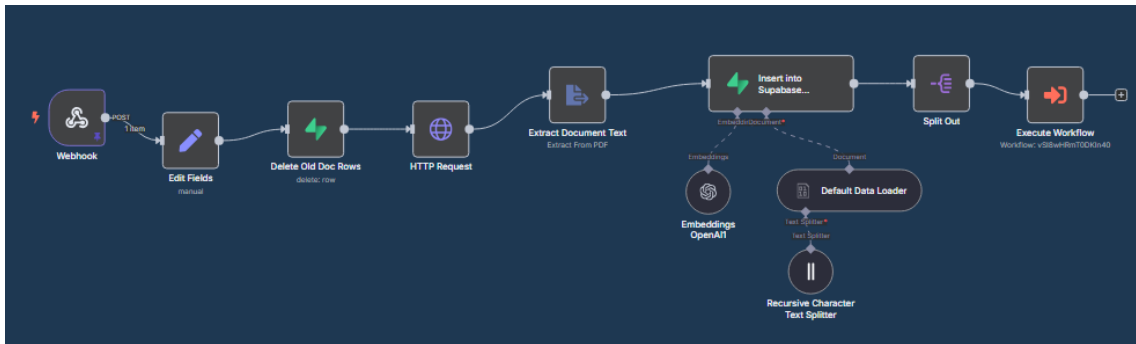 POST
1 item
Webhook
Edit Fields
manual
Delete Old Doc Rows
delete: row
HTTP Request
Extract Document Text
Extract From PDF
Insert into
Supabase...
Split Out
Execute Workflow
Document*
Embeddings
Document
Embeddings
OpenAI1
Default Data Loader
Text Splitter*
Text Splitter
Recursive Character
Text Splitter